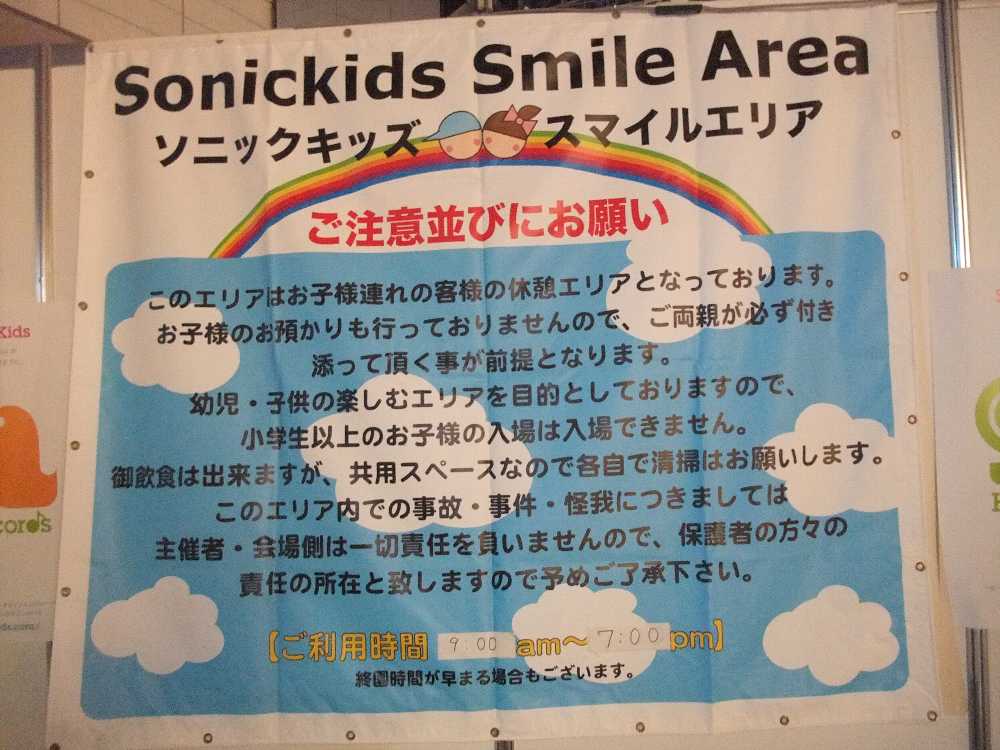 Sonickids Smile Area
ソニックキッズ スマイルエリア
ご注意並びにお願い
このエリアはお子様連れの客様の休憩エリアとなっております。
お子様のお預かりも行っておりませんので、ご両親が必ず付き
添って頂く事が前提となります。
幼児・子供の楽しむエリアを目的としておりますので、
小学生以上のお子様の入場は入場できません。
御飲食は出来ますが、共用スペースなので各自で清掃はお願いします。
このエリア内での事故・事件・怪我につきましては
主催者・会場側は一切責任を負いませんので、保護者の方々の
責任の所在と致しますので予めご了承下さい。
【ご利用時間 9:00 am〜 7:00 pm】
終園時間が早まる場合もございます。
Kids
cords